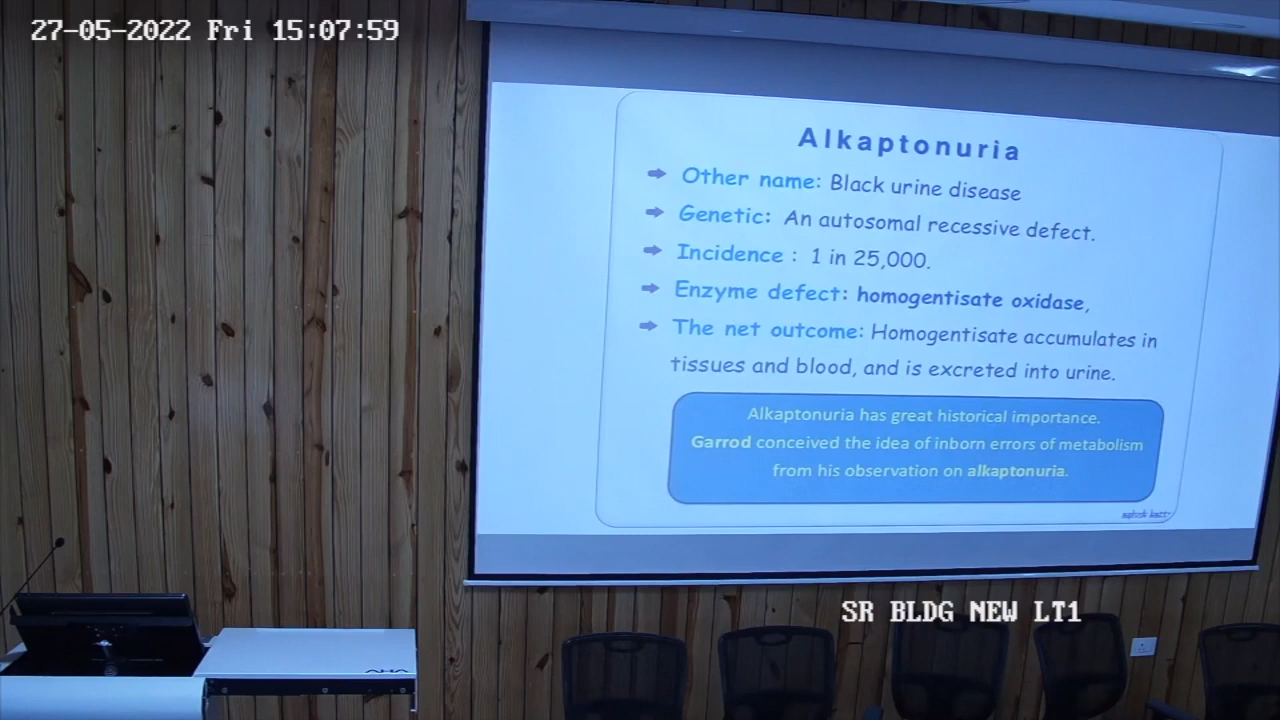 27-05-2022 Fri 15:07:59
Alkaptonuria
Other name: Black urine disease
Genetic: An autosomal recessive defect.
Incidence : 1 in 25,000.
Enzyme defect: homogentisate oxidase,
The net outcome: Homogentisate accumulates in
tissues and blood, and is excreted into urine.
Alkaptonuria has great historical importance.
Garrod conceived the idea of inborn errors of metabolism
from his observation on alkaptonuria.
SR BLDG NEW LT1
AHA